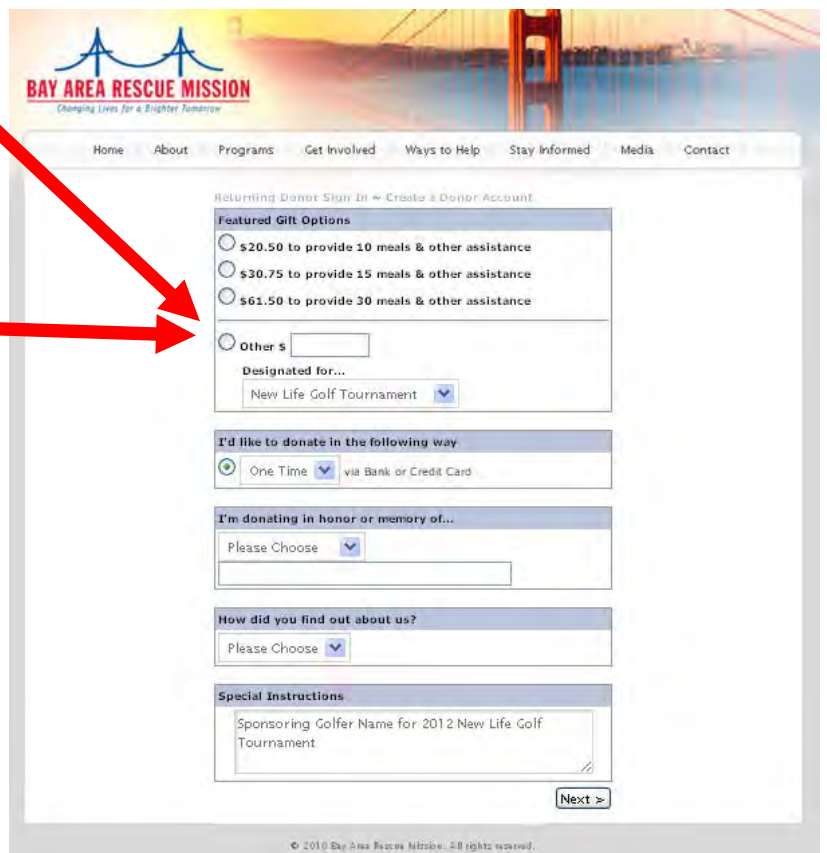 BAY AREA RESCUE MISSION
Changing Lives for a Brighter Tomorrow
Home About Programs Get Involved Ways to Help Stay Informed Media Contact
Returning Donor Sign In ~ Create a Donor Account
Featured Gift Options
$20.50 to provide 10 meals & other assistance
$30.75 to provide 15 meals & other assistance
$61.50 to provide 30 meals & other assistance
Other $
Designated for...
New Life Golf Tournament
I'd like to donate in the following way
One Time via Bank or Credit Card
I'm donating in honor or memory of...
Please Choose
How did you find out about us?
Please Choose
Special Instructions
Sponsoring Golfer Name for 2012 New Life Golf
Tournament
Next >
© 2010 Bay Area Rescue Mission. All rights reserved.